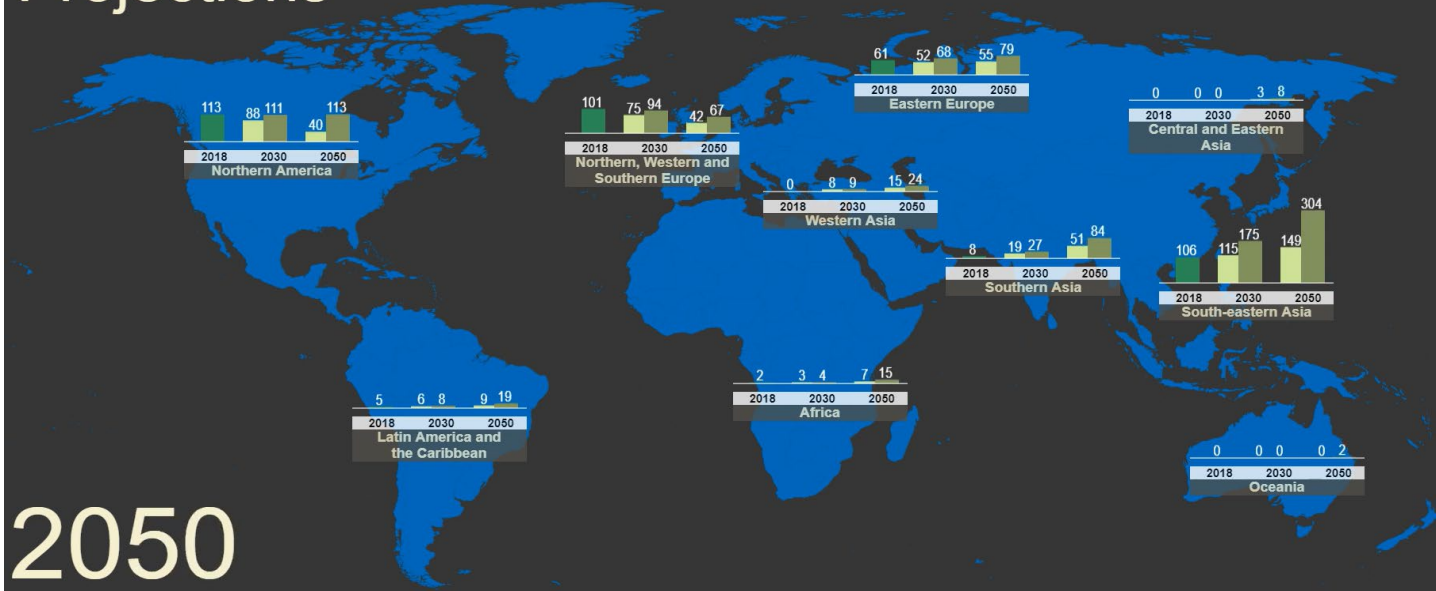 Projections
61 52 68 55 79
2018 2030 2050
Eastern Europe
0 0 0 3 8
2018 2030 2050
Central and Eastern
Asia
113 88 111 40 113
2018 2030 2050
Northern America
101 75 94 42 67
2018 2030 2050
Northern, Western and
Southern Europe
0 8 9 15 24
2018 2030 2050
Western Asia
8 19 27 51 84
2018 2030 2050
Southern Asia
106 115 175 149 304
2018 2030 2050
South-eastern Asia
5 6 8 9 19
2018 2030 2050
Latin America and
the Caribbean
2 3 4 7 15
2018 2030 2050
Africa
0 0 0 0 2
2018 2030 2050
Oceania
2050